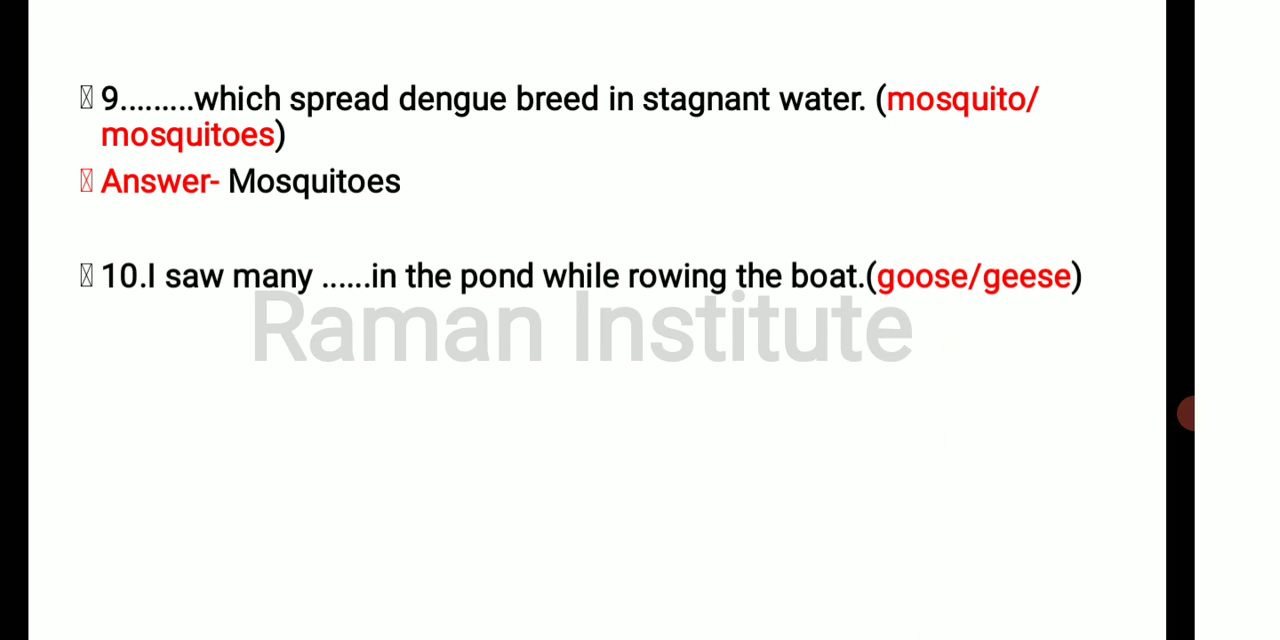 9.........which spread dengue breed in stagnant water. (mosquito/
mosquitoes)
Answer- Mosquitoes
10.I saw many ......in the pond while rowing the boat.(goose/geese)
Raman Institute